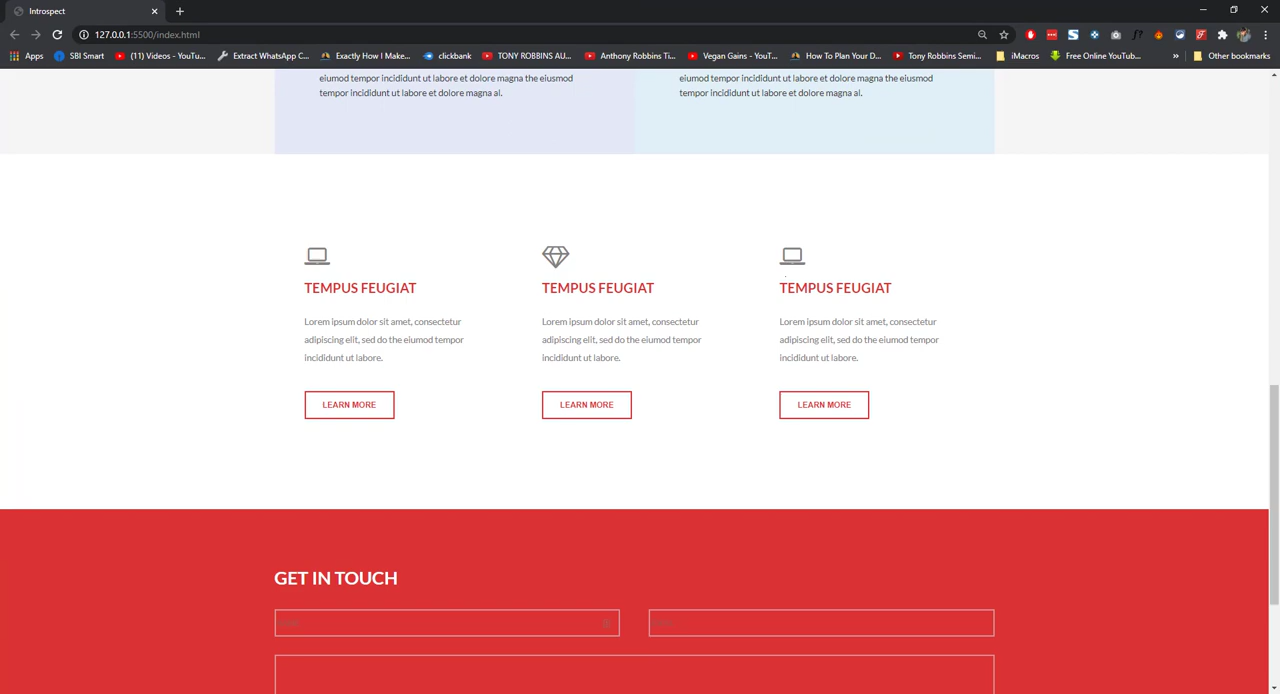 Introspect
127.0.0.1:5500/index.html
Apps SBI Smart (11) Videos - YouTu... Extract WhatsApp C... Exactly How I Make... clickbank TONY ROBBINS AU... Anthony Robbins Ti... Vegan Gains - YouT... How To Plan Your D... Tony Robbins Semi... iMacros Free Online YouTub... » Other bookmarks
eiumod tempor incididunt ut labore et dolore magna the eiusmod
tempor incididunt ut labore et dolore magna al.
eiumod tempor incididunt ut labore et dolore magna the eiusmod
tempor incididunt ut labore et dolore magna al.
TEMPUS FEUGIAT
Lorem ipsum dolor sit amet, consectetur
adipiscing elit, sed do the eiumod tempor
incididunt ut labore.
LEARN MORE
TEMPUS FEUGIAT
Lorem ipsum dolor sit amet, consectetur
adipiscing elit, sed do the eiumod tempor
incididunt ut labore.
LEARN MORE
TEMPUS FEUGIAT
Lorem ipsum dolor sit amet, consectetur
adipiscing elit, sed do the eiumod tempor
incididunt ut labore.
LEARN MORE
GET IN TOUCH